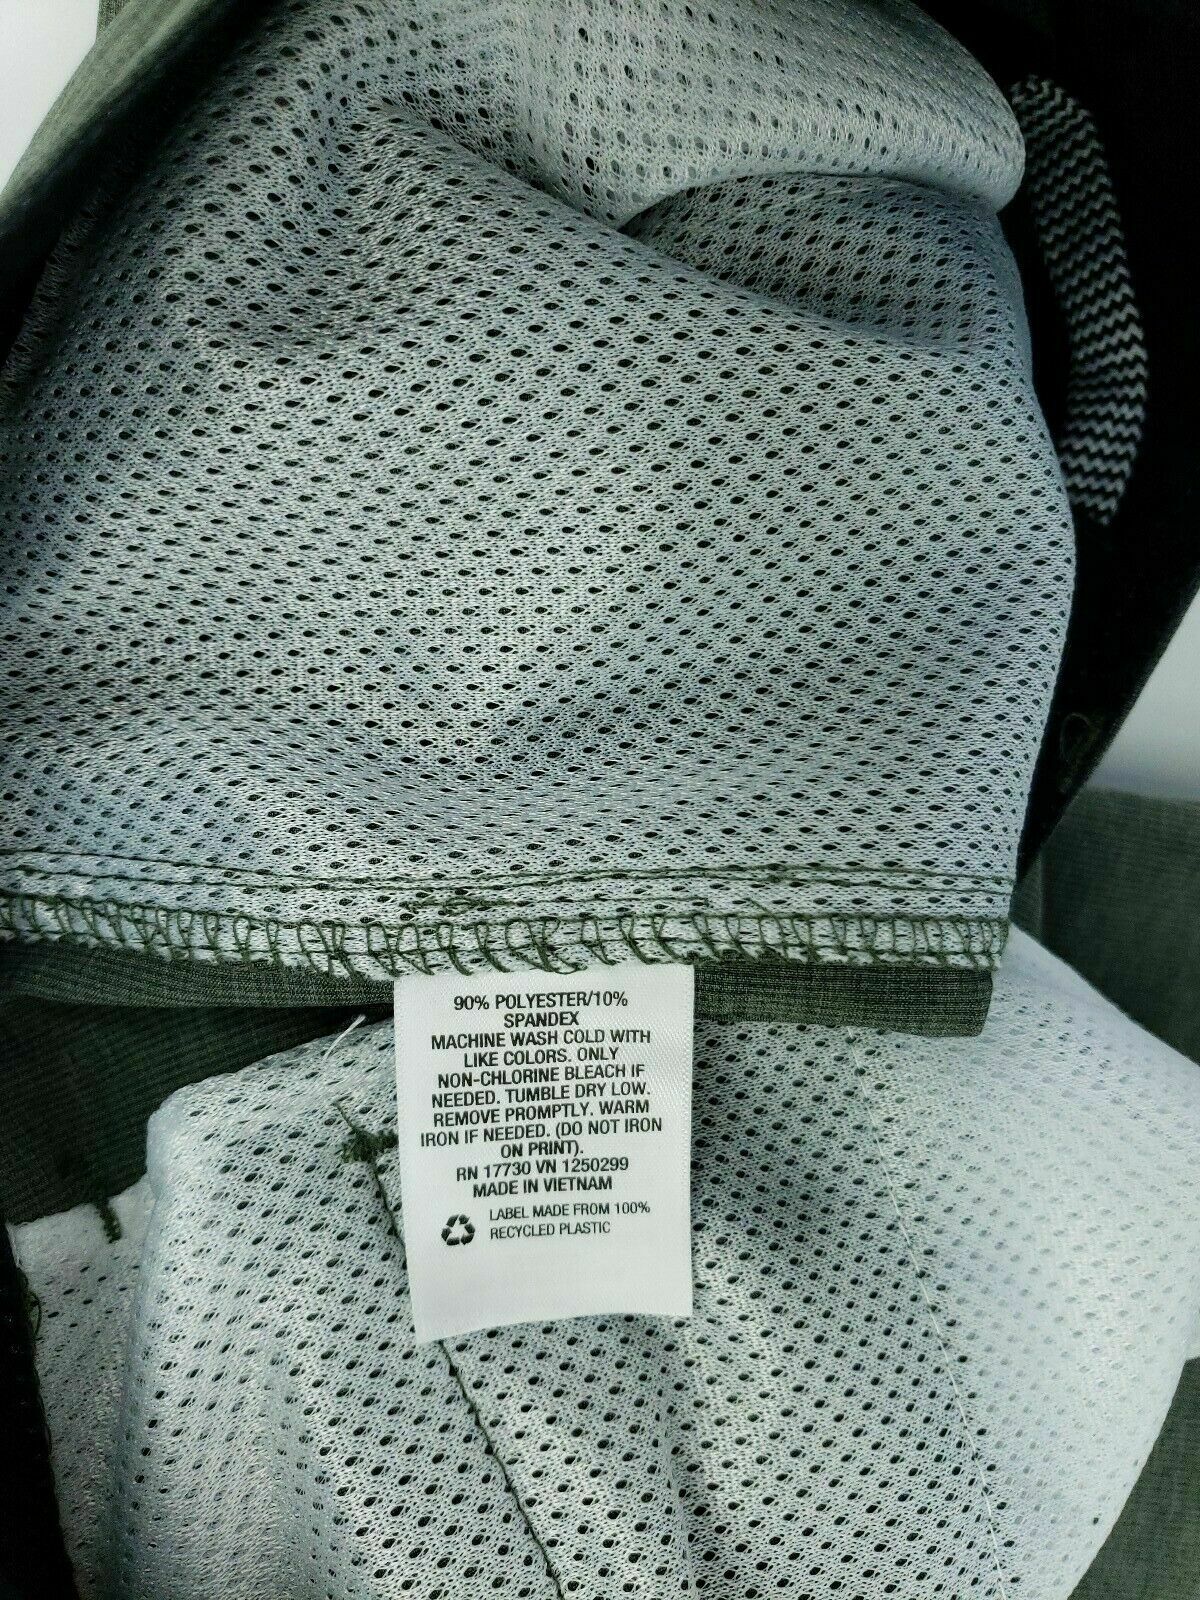 90% POLYESTER/10%
SPANDEX
MACHINE WASH COLD WITH
LIKE COLORS. ONLY
NON-CHLORINE BLEACH IF
NEEDED. TUMBLE DRY LOW.
REMOVE PROMPTLY. WARM
IRON IF NEEDED. (DO NOT IRON
ON PRINT).
RN 17730 VN 1250299
MADE IN VIETNAM
LABEL MADE FROM 100%
RECYCLED PLASTIC